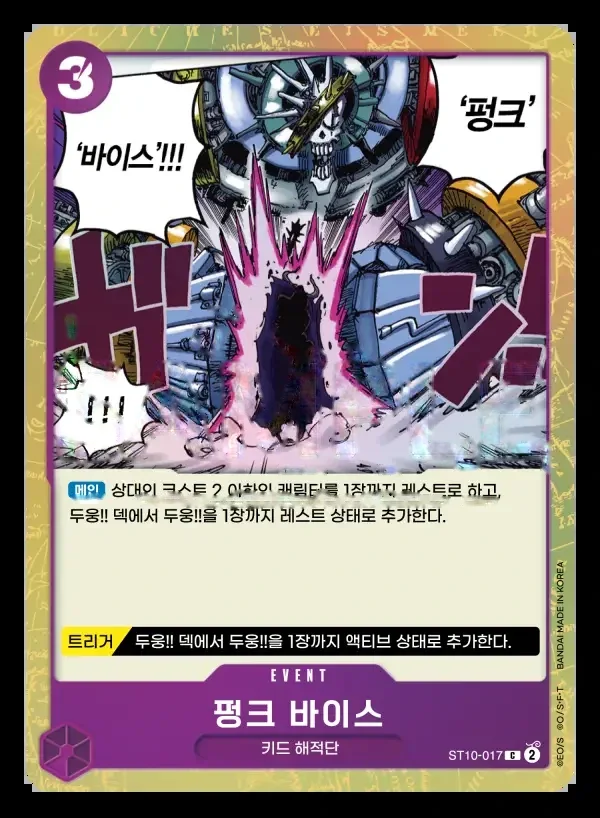 3
'펑크'
'바이스'!!!
ガン!
!!!
메인 상대의 코스트 2 이하인 캐릭터를 1장까지 레스트로 하고,
두웅!! 덱에서 두웅!!을 1장까지 레스트 상태로 추가한다.
트리거 두웅!! 덱에서 두웅!!을 1장까지 액티브 상태로 추가한다.
EVENT
펑크 바이스
키드 해적단
ST10-017 C 2
©EO/S ©O/S·F·T BANDAI MADE IN KOREA